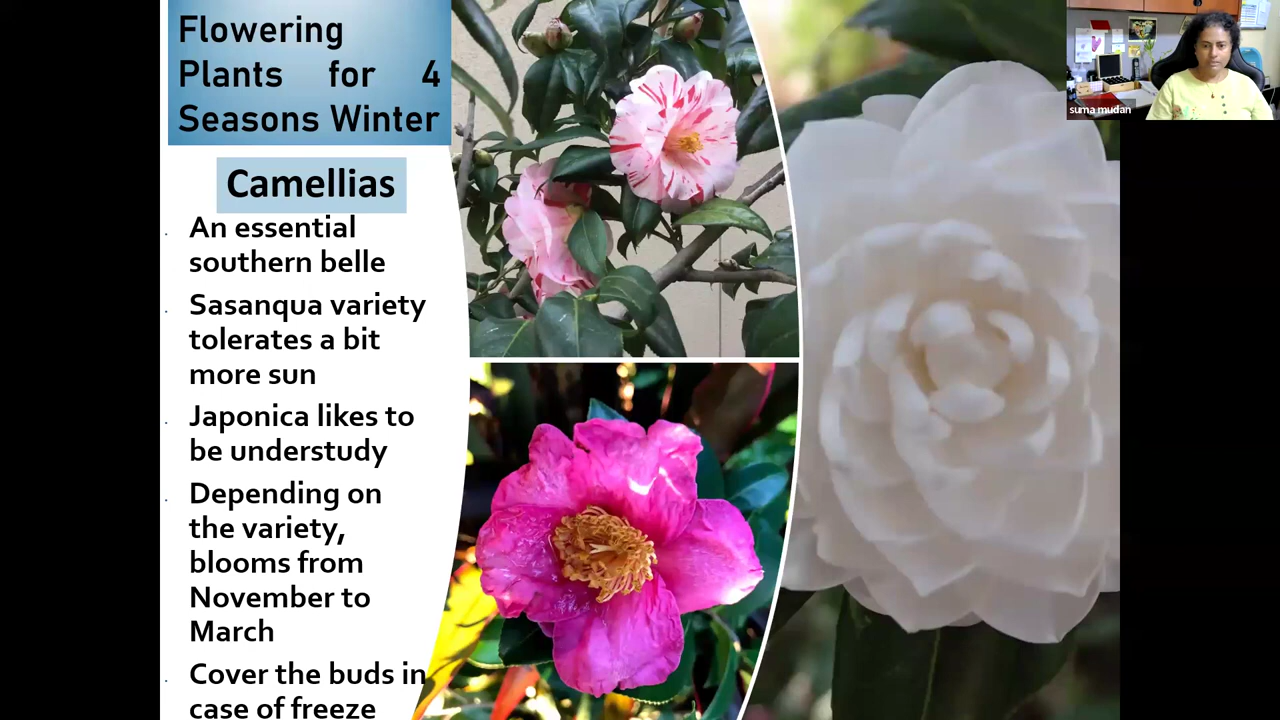 Flowering
Plants for 4
Seasons Winter
Camellias
An essential
southern belle
Sasanqua variety
tolerates a bit
more sun
Japonica likes to
be understudy
Depending on
the variety,
blooms from
November to
March
Cover the buds in
case of freeze
suma mudan